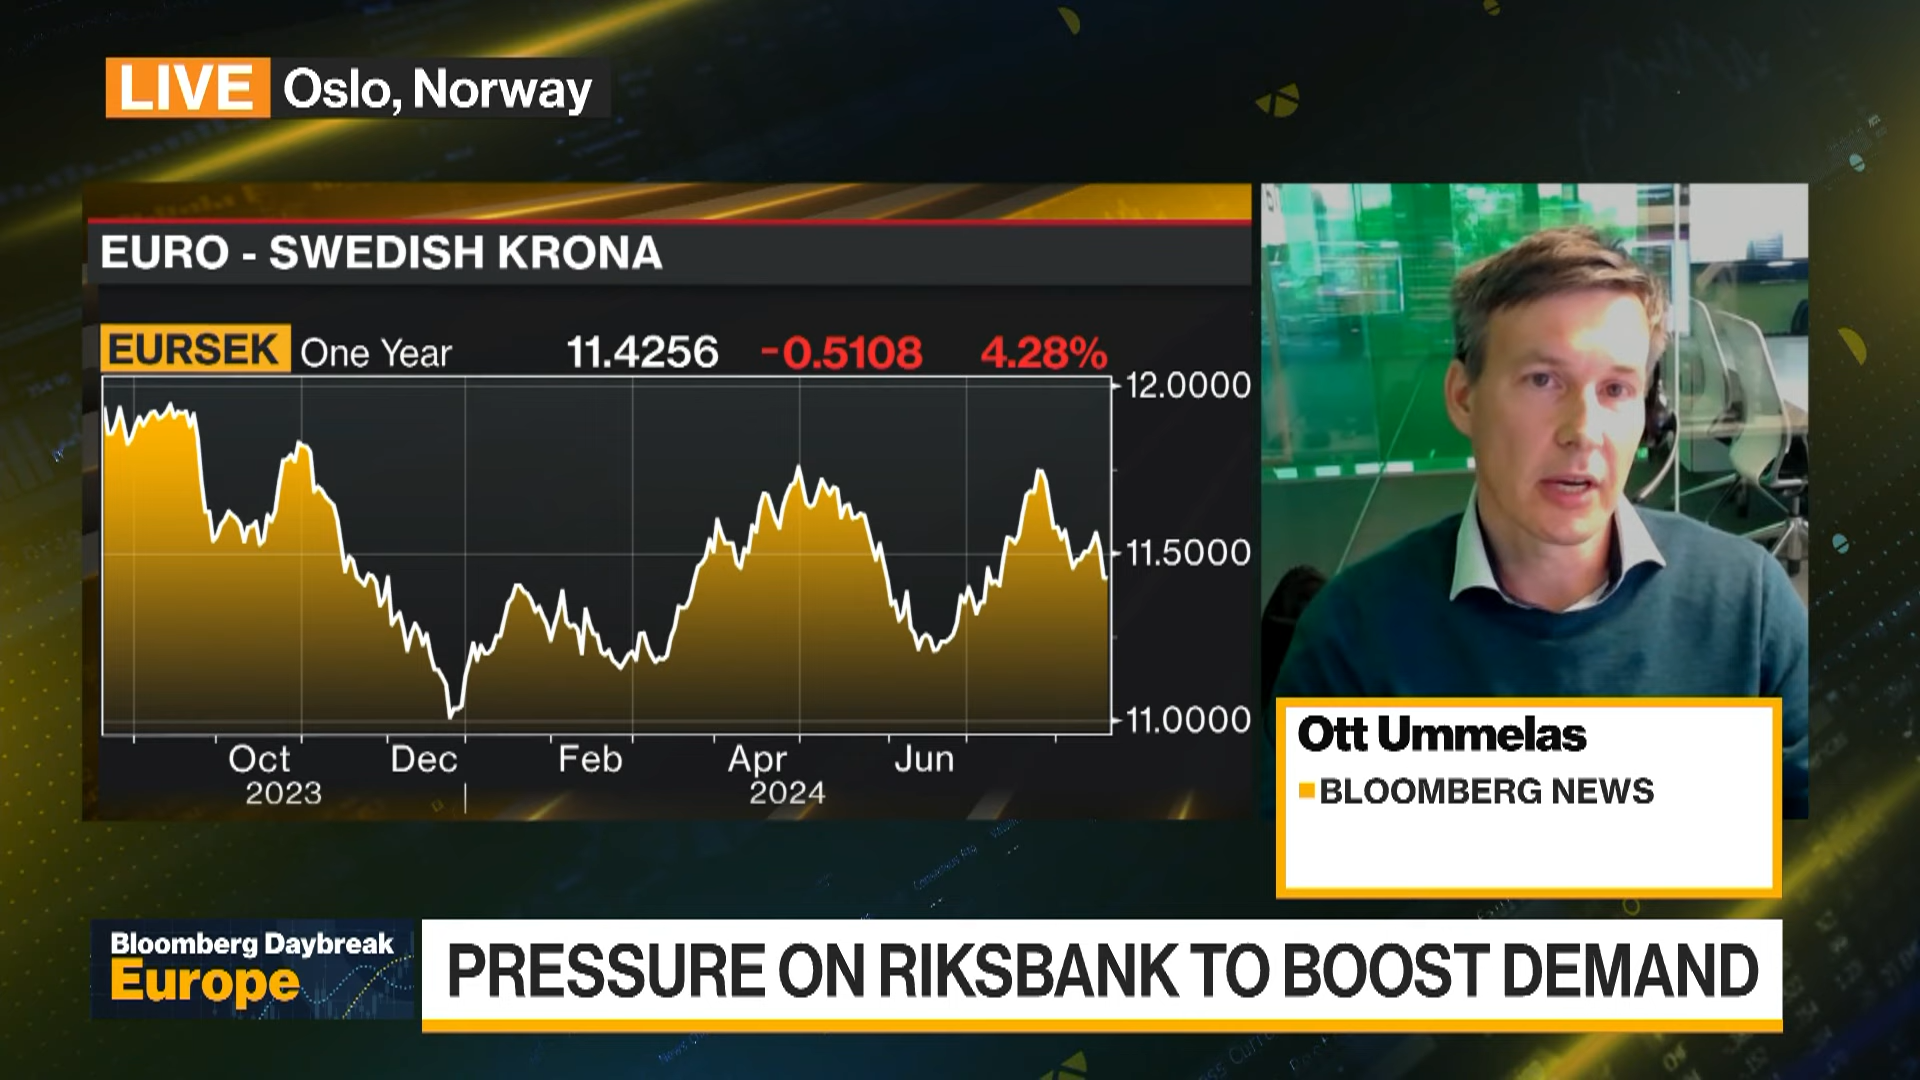 LIVE Oslo, Norway
EURO - SWEDISH KRONA
EURSEK One Year 11.4256 -0.5108 4.28%
12.0000
11.5000
11.0000
Oct Dec Feb Apr Jun
2023 2024
Ott Ummelas
BLOOMBERG NEWS
Bloomberg Daybreak
Europe
PRESSURE ON RIKSBANK TO BOOST DEMAND